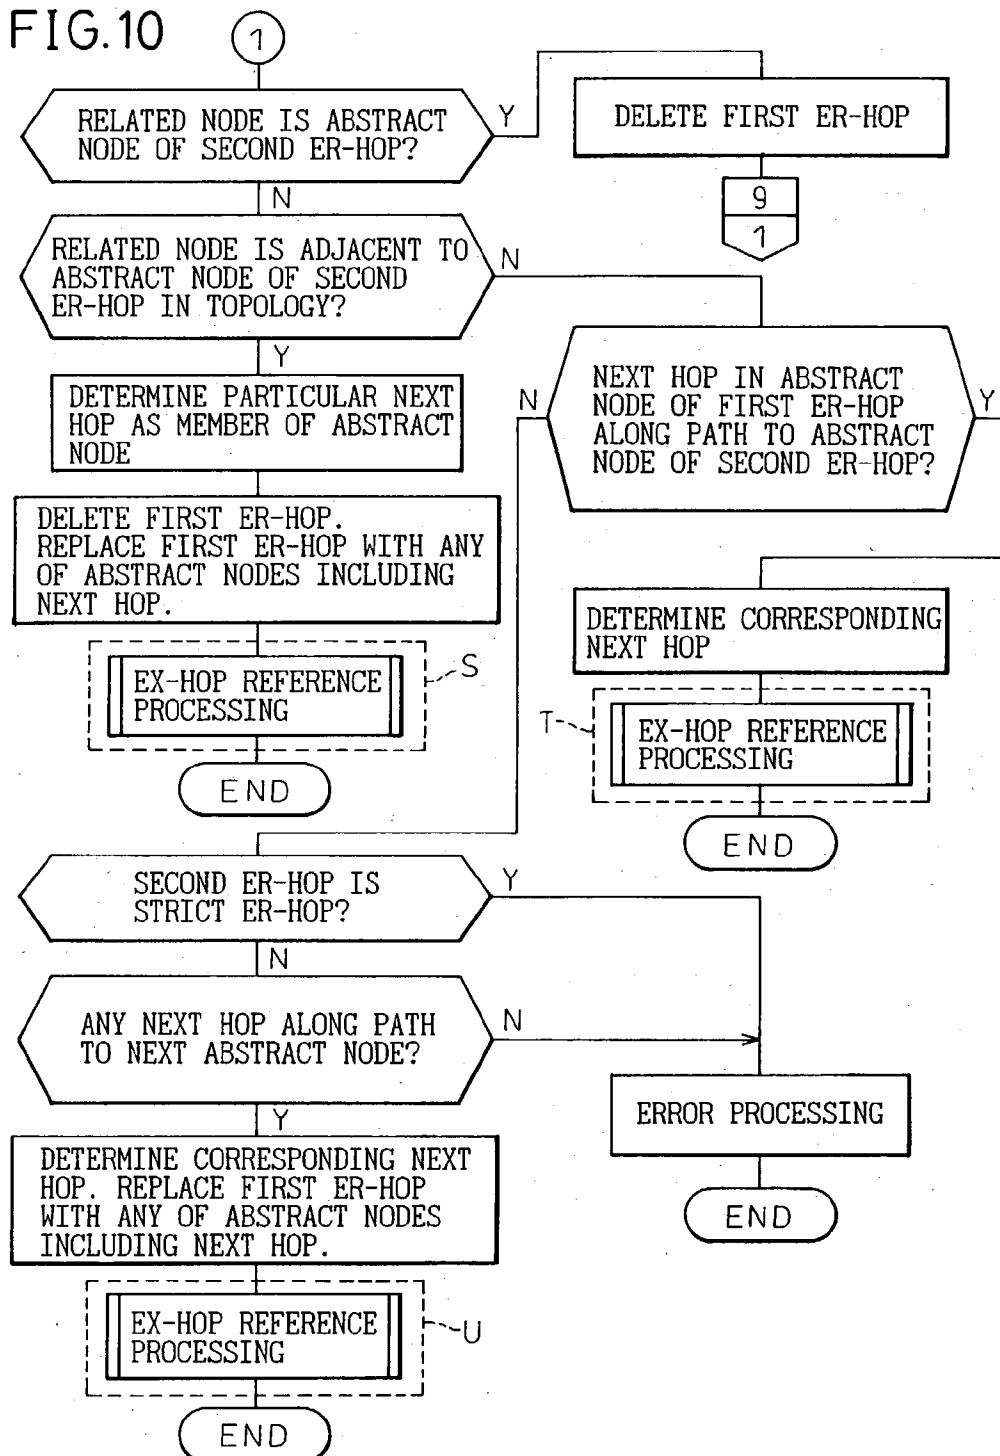 FIG.10
1
RELATED NODE IS ABSTRACT
NODE OF SECOND ER-HOP?
Y
DELETE FIRST ER-HOP
9
1
N
RELATED NODE IS ADJACENT TO
ABSTRACT NODE OF SECOND
ER-HOP IN TOPOLOGY?
N
Y
NEXT HOP IN ABSTRACT
NODE OF FIRST ER-HOP
ALONG PATH TO ABSTRACT
NODE OF SECOND ER-HOP?
N
Y
DETERMINE PARTICULAR NEXT
HOP AS MEMBER OF ABSTRACT
NODE
DELETE FIRST ER-HOP.
REPLACE FIRST ER-HOP WITH ANY
OF ABSTRACT NODES INCLUDING
NEXT HOP.
EX-HOP REFERENCE
PROCESSING
S
END
DETERMINE CORRESPONDING
NEXT HOP
T
EX-HOP REFERENCE
PROCESSING
END
SECOND ER-HOP IS
STRICT ER-HOP?
Y
N
ANY NEXT HOP ALONG PATH
TO NEXT ABSTRACT NODE?
N
Y
ERROR PROCESSING
END
DETERMINE CORRESPONDING NEXT
HOP. REPLACE FIRST ER-HOP
WITH ANY OF ABSTRACT NODES
INCLUDING NEXT HOP.
EX-HOP REFERENCE
PROCESSING
U
END